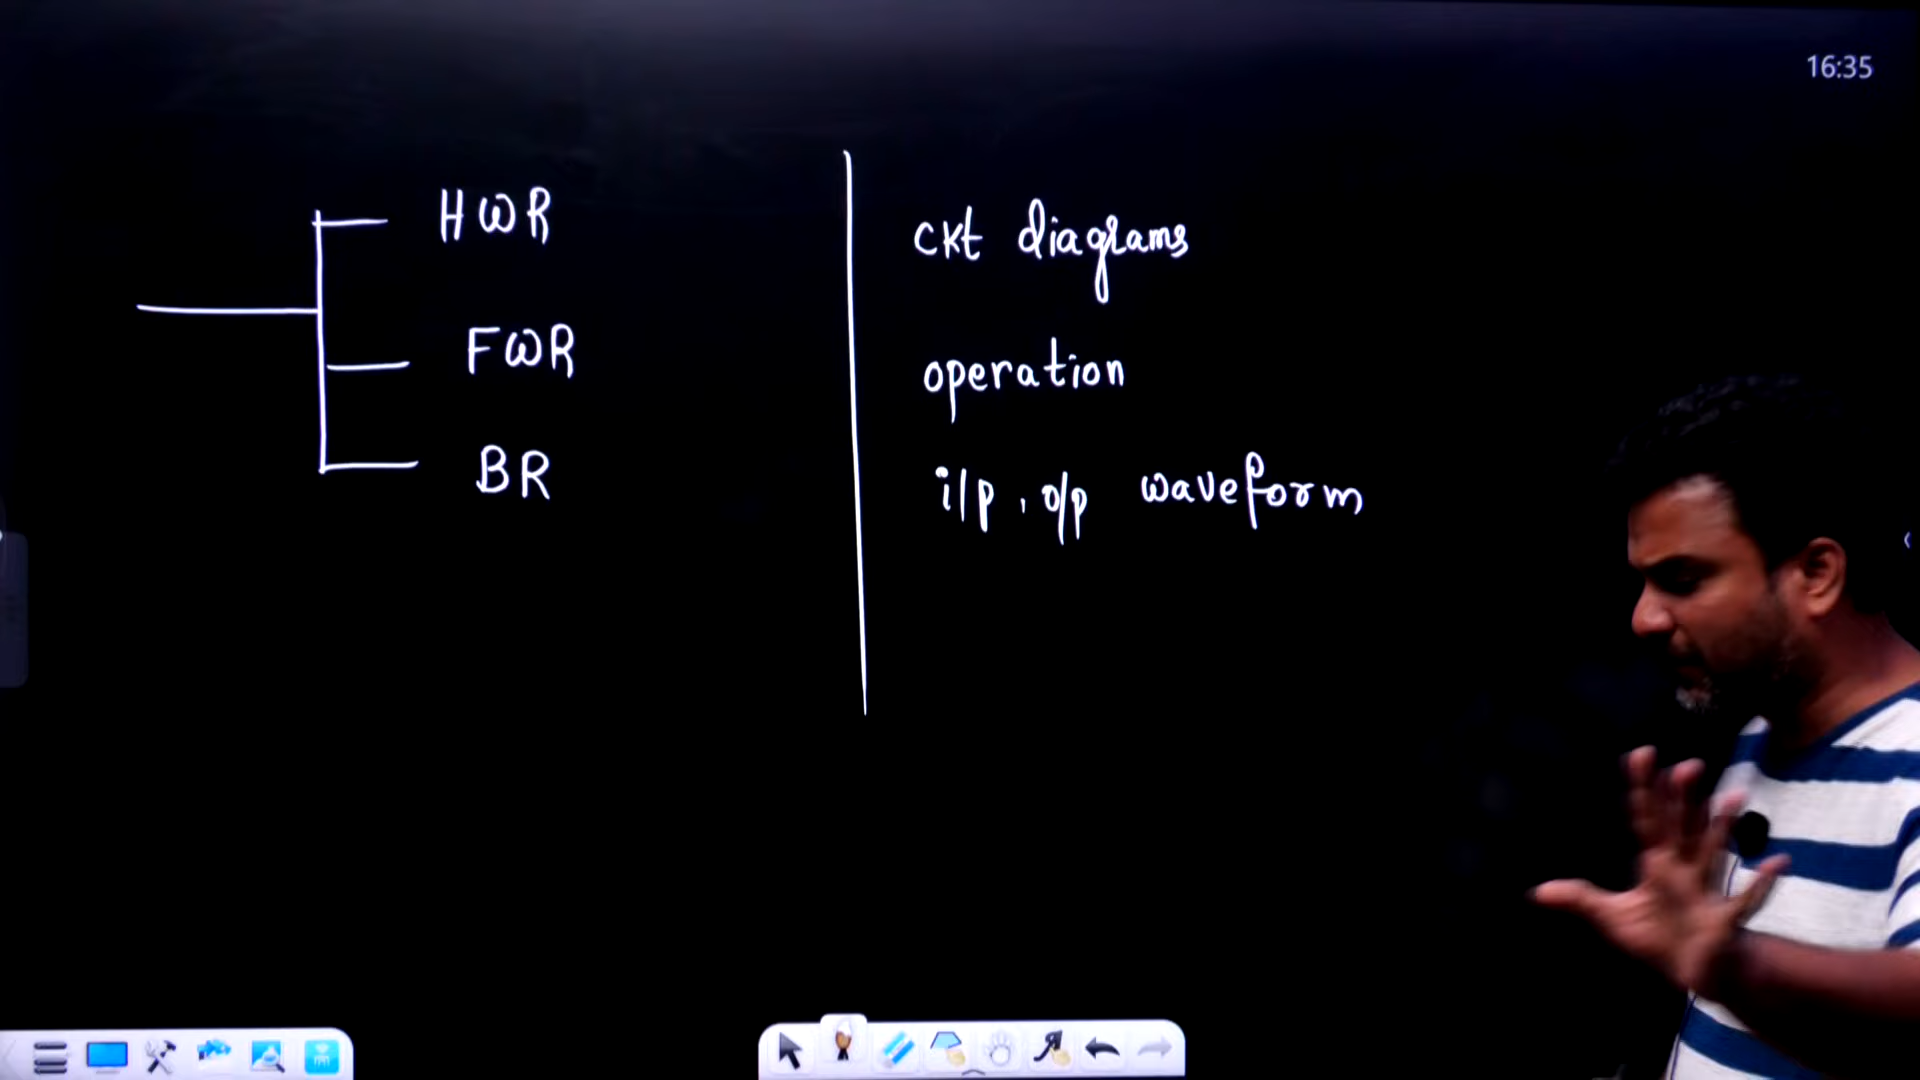 16:35
HWR
FWR
BR
ckt diagrams
operation
i/p, o/p waveform